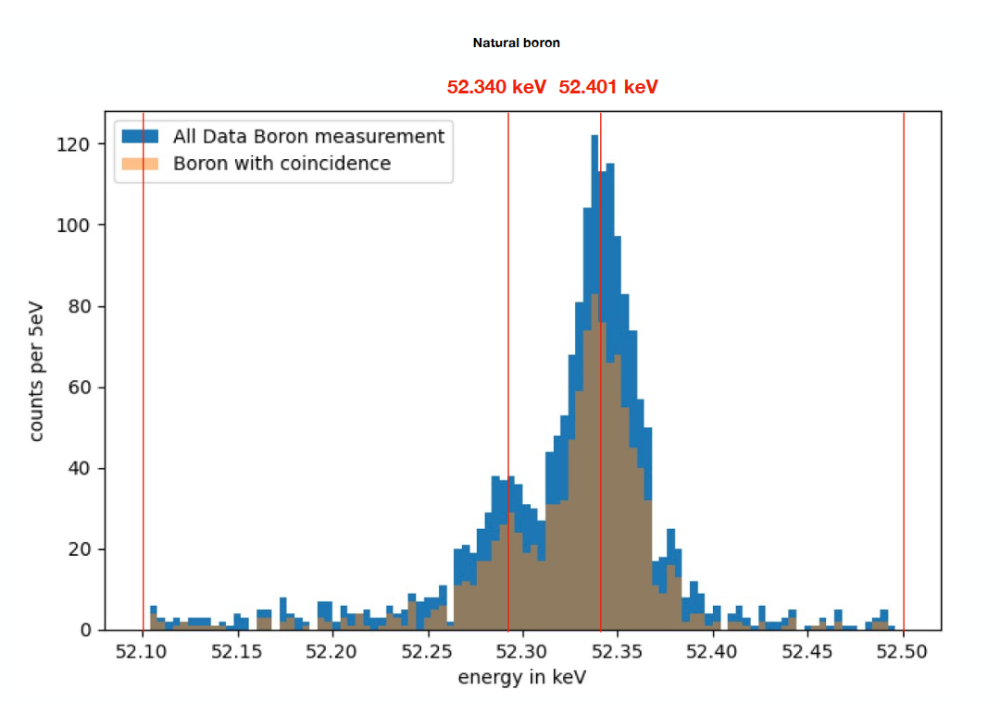 Natural boron
52.340 keV 52.401 keV
All Data Boron measurement
Boron with coincidence
counts per 5eV
120
100
80
60
40
20
0
52.10 52.15 52.20 52.25 52.30 52.35 52.40 52.45 52.50
energy in keV